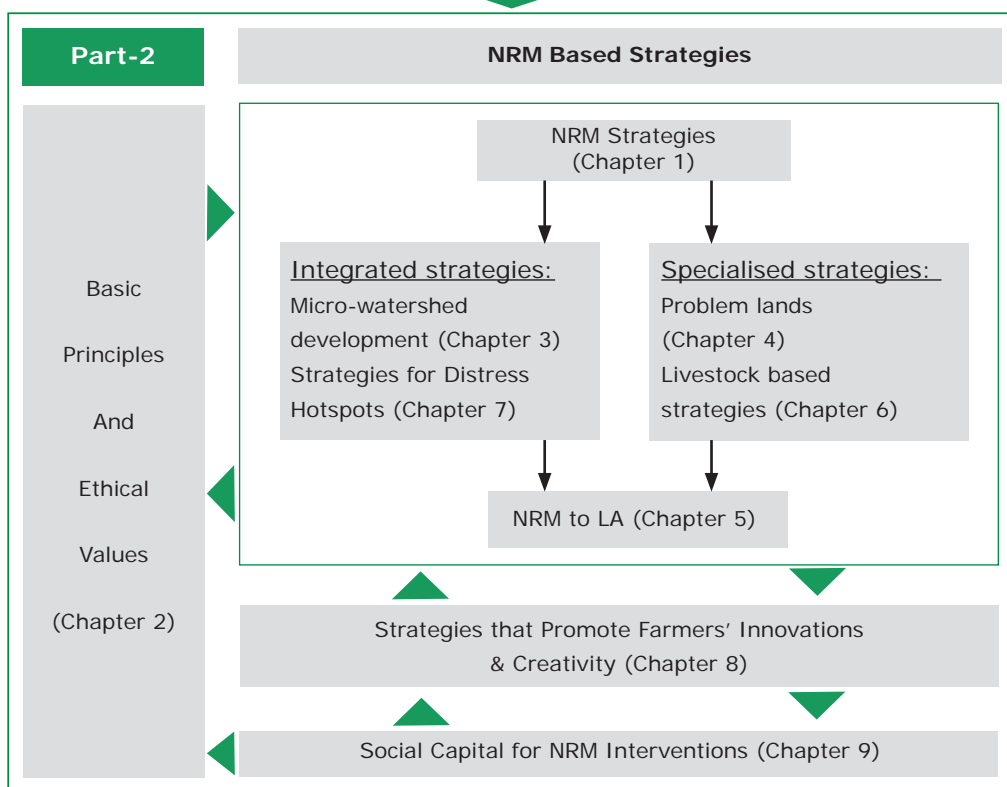 Part-2
NRM Based Strategies
Basic
Principles
And
Ethical
Values
(Chapter 2)
NRM Strategies
(Chapter 1)
Integrated strategies:
Micro-watershed
development (Chapter 3)
Strategies for Distress
Hotspots (Chapter 7)
Specialised strategies:
Problem lands
(Chapter 4)
Livestock based
strategies (Chapter 6)
NRM to LA (Chapter 5)
Strategies that Promote Farmers’ Innovations
& Creativity (Chapter 8)
Social Capital for NRM Interventions (Chapter 9)